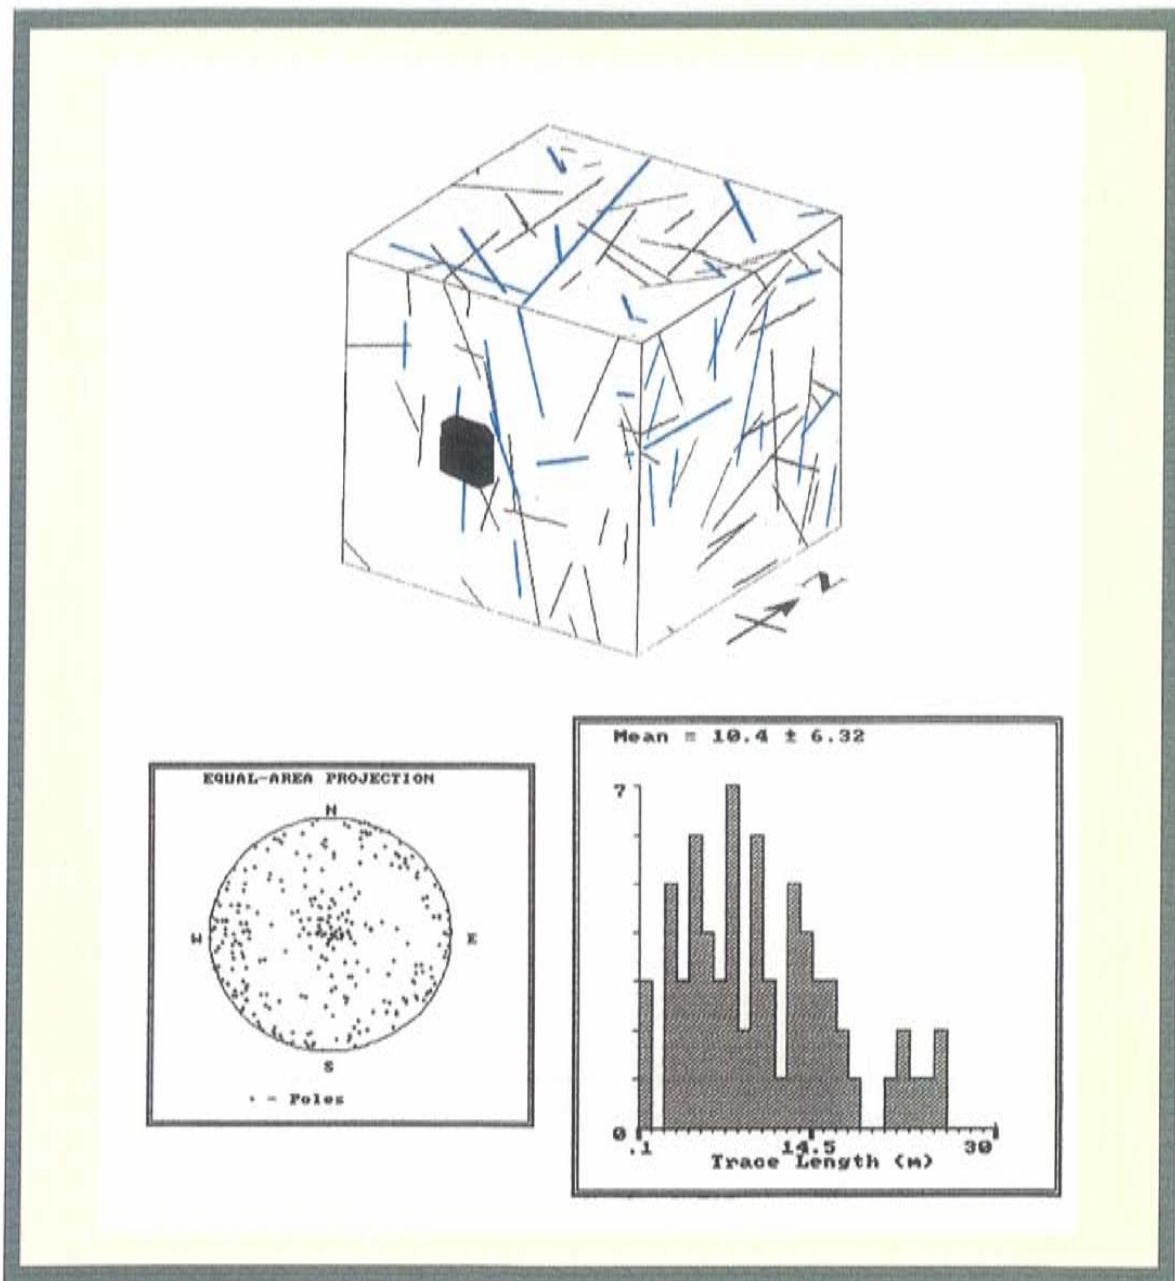 N
EQUAL-AREA PROJECTION
N
W
E
S
+ - Poles
Mean = 10.4 ± 6.32
7
0
.1
14.5
30
Trace Length (m)